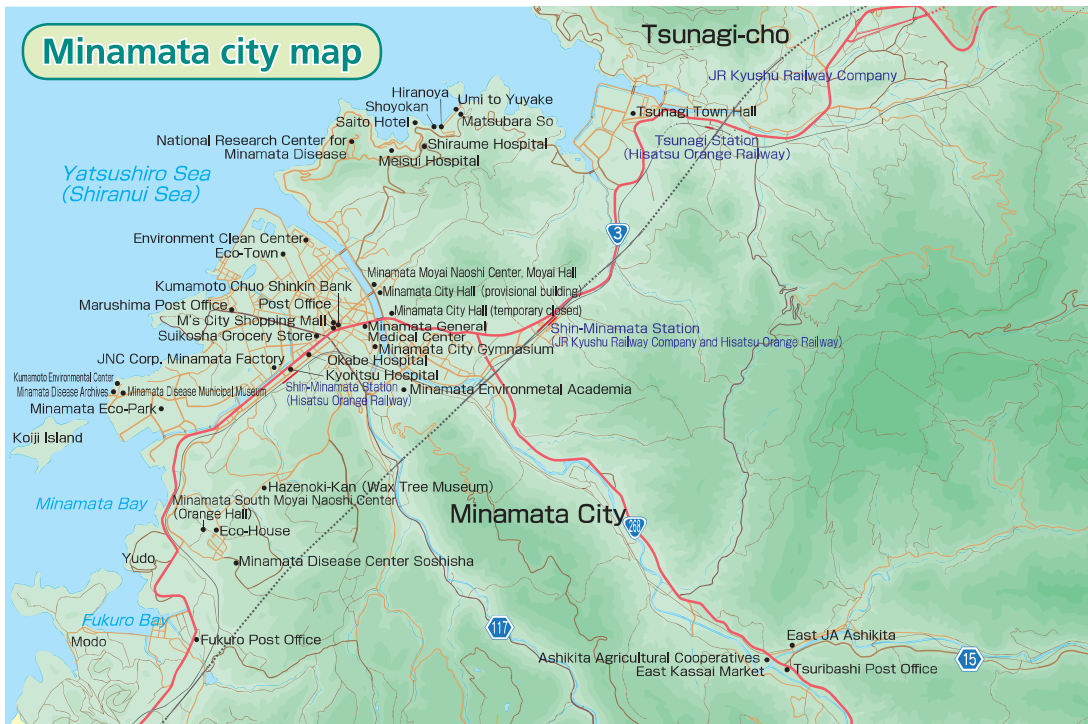 Minamata city map
Tsunagi-cho
JR Kyushu Railway Company
Hiranoya
Shoyokan
Umi to Yuyake
Saito Hotel
Matsubara So
Tsunagi Town Hall
National Research Center for
Minamata Disease
Shiraume Hospital
Meisui Hospital
Tsunagi Station
(Hisatsu Orange Railway)
Yatsushiro Sea
(Shiranui Sea)
3
Environment Clean Center
Eco-Town
Minamata Moyai Naoshi Center, Moyai Hall
Kumamoto Chuo Shinkin Bank
Minamata City Hall (provisional building)
Marushima Post Office
Post Office
Minamata City Hall (temporary closed)
M's City Shopping Mall
Suikosha Grocery Store
Minamata General
Medical Center
Shin-Minamata Station
(JR Kyushu Railway Company and Hisatsu Orange Railway)
Minamata City Gymnasium
JNC Corp. Minamata Factory
Okabe Hospital
Kyoritsu Hospital
Kumamoto Environmental Center
Minamata Disease Archives
Minamata Disease Municipal Museum
Shin-Minamata Station
(Hisatsu Orange Railway)
Minamata Environmetal Academia
Minamata Eco-Park
Koiji Island
Hazenoki-Kan (Wax Tree Museum)
Minamata South Moyai Naoshi Center
(Orange Hall)
Minamata Bay
Minamata City
Eco-House
268
Yudo
Minamata Disease Center Soshisha
Fukuro Bay
117
Modo
Fukuro Post Office
East JA Ashikita
Ashikita Agricultural Cooperatives
East Kassai Market
Tsuribashi Post Office
15